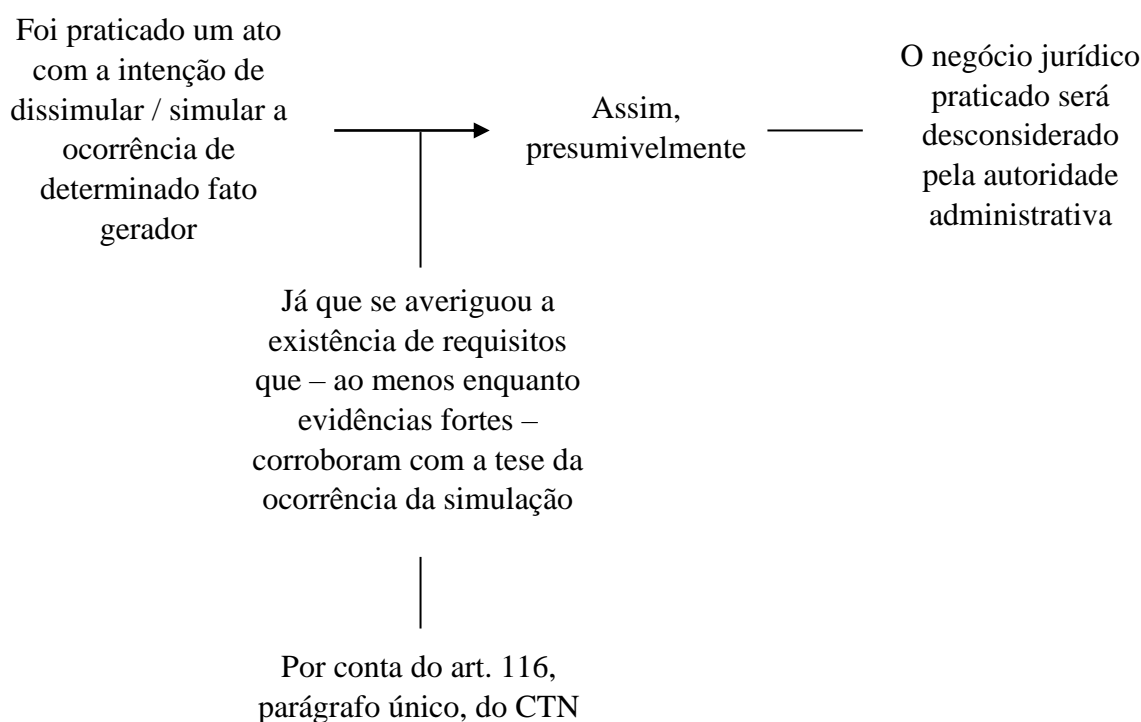 Foi praticado um ato
com a intenção de
dissimular / simular a
ocorrência de
determinado fato
gerador
Assim,
presumivelmente
O negócio jurídico
praticado será
desconsiderado
pela autoridade
administrativa
Já que se averiguou a
existência de requisitos
que – ao menos enquanto
evidências fortes –
corroboram com a tese da
ocorrência da simulação
Por conta do art. 116,
parágrafo único, do CTN